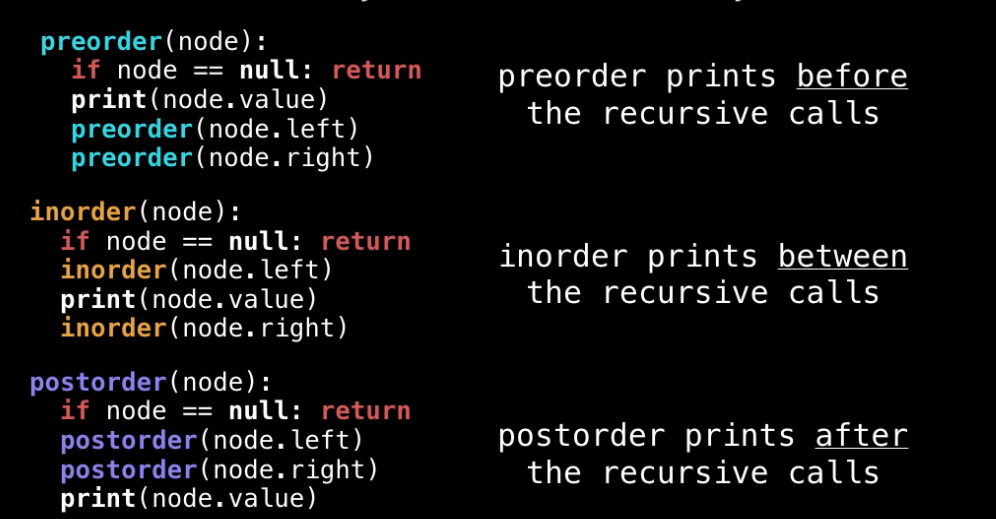 preorder(node):
if node == null: return
print(node.value)
preorder(node.left)
preorder(node.right)
preorder prints before
the recursive calls
inorder(node):
if node == null: return
inorder(node.left)
print(node.value)
inorder(node.right)
inorder prints between
the recursive calls
postorder(node):
if node == null: return
postorder(node.left)
postorder(node.right)
print(node.value)
postorder prints after
the recursive calls